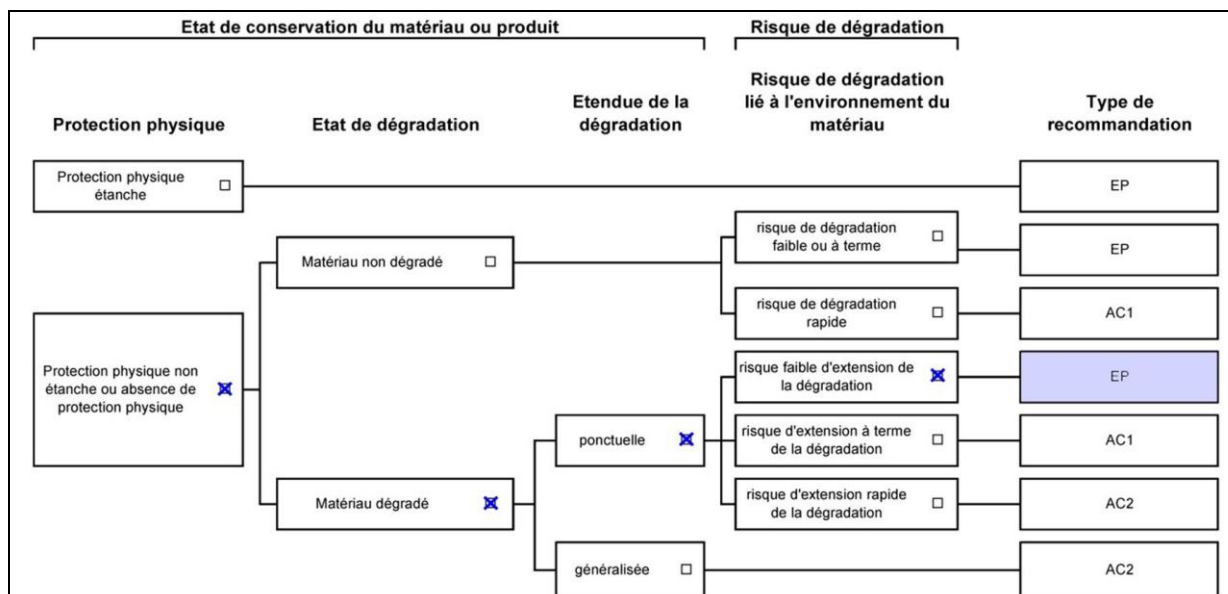 Etat de conservation du matériau ou produit
Risque de dégradation
Protection physique
Etat de dégradation
Etendue de la
dégradation
Risque de dégradation
lié à l'environnement du
matériau
Type de
recommandation
Protection physique
étanche
EP
Matériau non dégradé
risque de dégradation
faible ou à terme
EP
risque de dégradation
rapide
AC1
Protection physique non
étanche ou absence de
protection physique
risque faible d'extension de
la dégradation
EP
ponctuelle
risque d'extension à terme
de la dégradation
AC1
Matériau dégradé
risque d'extension rapide
de la dégradation
AC2
généralisée
AC2